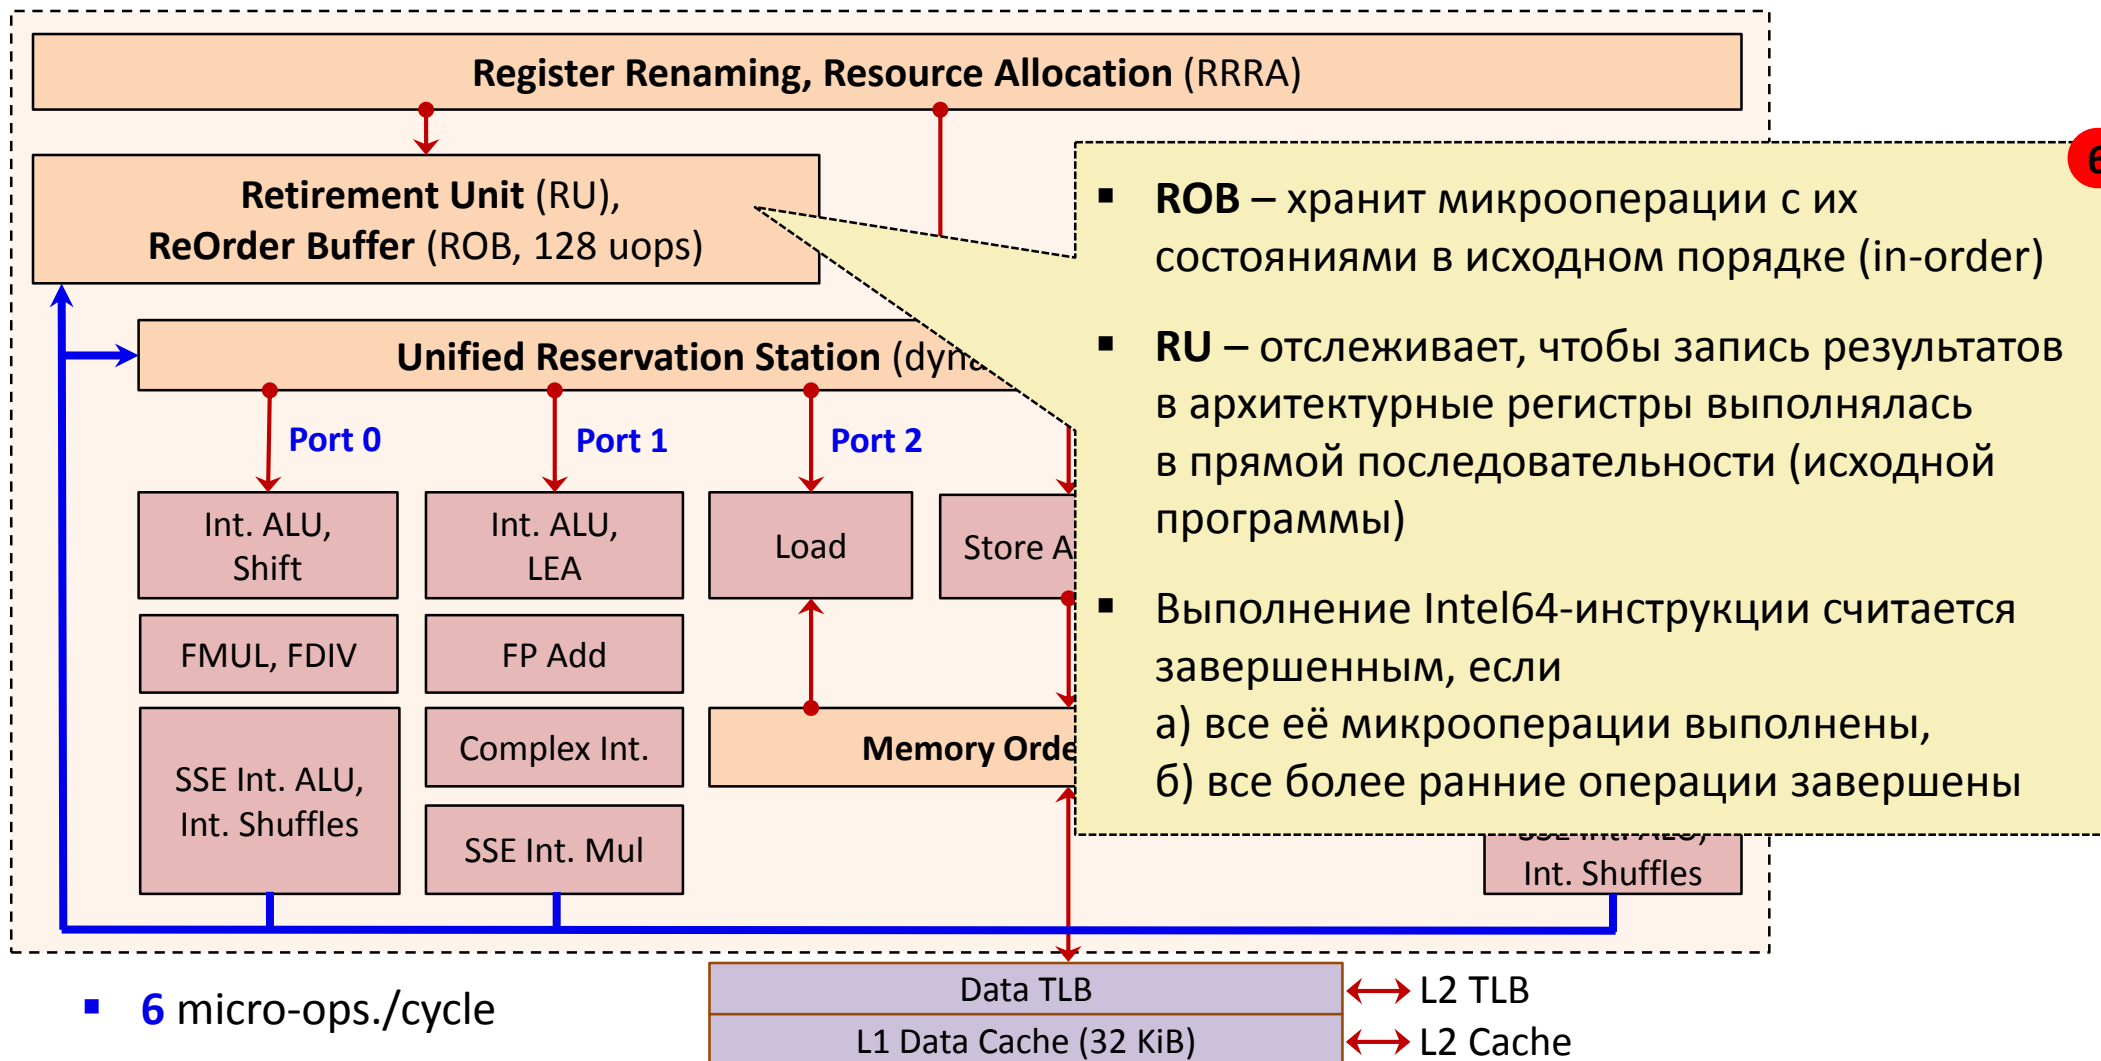 Register Renaming, Resource Allocation (RRRA)
Retirement Unit (RU),
ReOrder Buffer (ROB, 128 uops)
6
▪ ROB – хранит микрооперации с их
состояниями в исходном порядке (in-order)
▪ RU – отслеживает, чтобы запись результатов
в архитектурные регистры выполнялась
в прямой последовательности (исходной
программы)
▪ Выполнение Intel64-инструкции считается
завершенным, если
а) все её микрооперации выполнены,
б) все более ранние операции завершены
Unified Reservation Station
Port 0
Port 1
Port 2
Int. ALU,
Shift
Int. ALU,
LEA
Load
Store
FMUL, FDIV
FP Add
Complex Int.
Memory
SSE Int. ALU,
Int. Shuffles
SSE Int. Mul
SSE Int. ALU,
Int. Shuffles
▪ 6 micro-ops./cycle
Data TLB
L2 TLB
L1 Data Cache (32 KiB)
L2 Cache